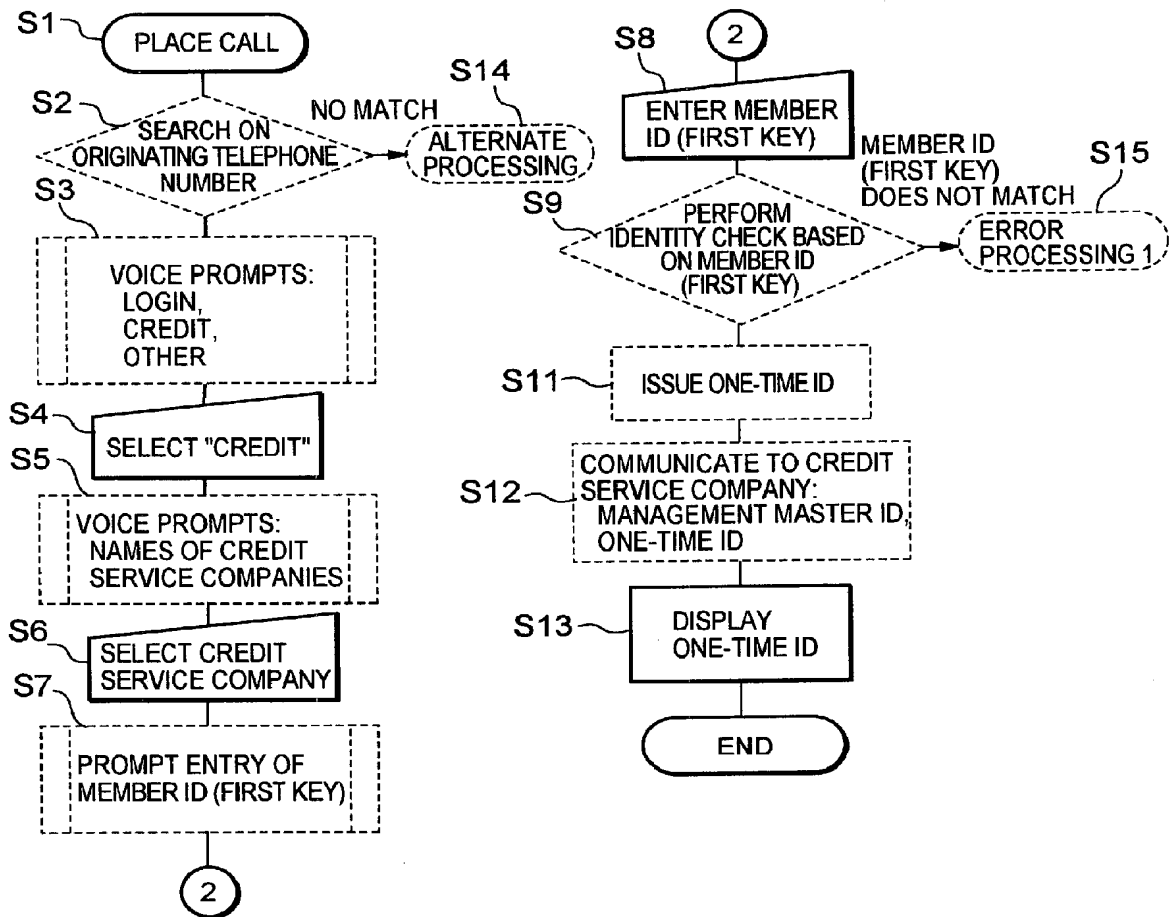 S1
PLACE CALL
S2
SEARCH ON
ORIGINATING TELEPHONE
NUMBER
NO MATCH
S14
ALTERNATE
PROCESSING
S3
VOICE PROMPTS:
LOGIN,
CREDIT,
OTHER
S4
SELECT "CREDIT"
S5
VOICE PROMPTS:
NAMES OF CREDIT
SERVICE COMPANIES
S6
SELECT CREDIT
SERVICE COMPANY
S7
PROMPT ENTRY OF
MEMBER ID (FIRST KEY)
2
2
S8
ENTER MEMBER
ID (FIRST KEY)
MEMBER ID
(FIRST KEY)
DOES NOT MATCH
S15
ERROR
PROCESSING 1
S9
PERFORM
IDENTITY CHECK BASED
ON MEMBER ID
(FIRST KEY)
S11
ISSUE ONE-TIME ID
S12
COMMUNICATE TO CREDIT
SERVICE COMPANY:
MANAGEMENT MASTER ID,
ONE-TIME ID
S13
DISPLAY
ONE-TIME ID
END